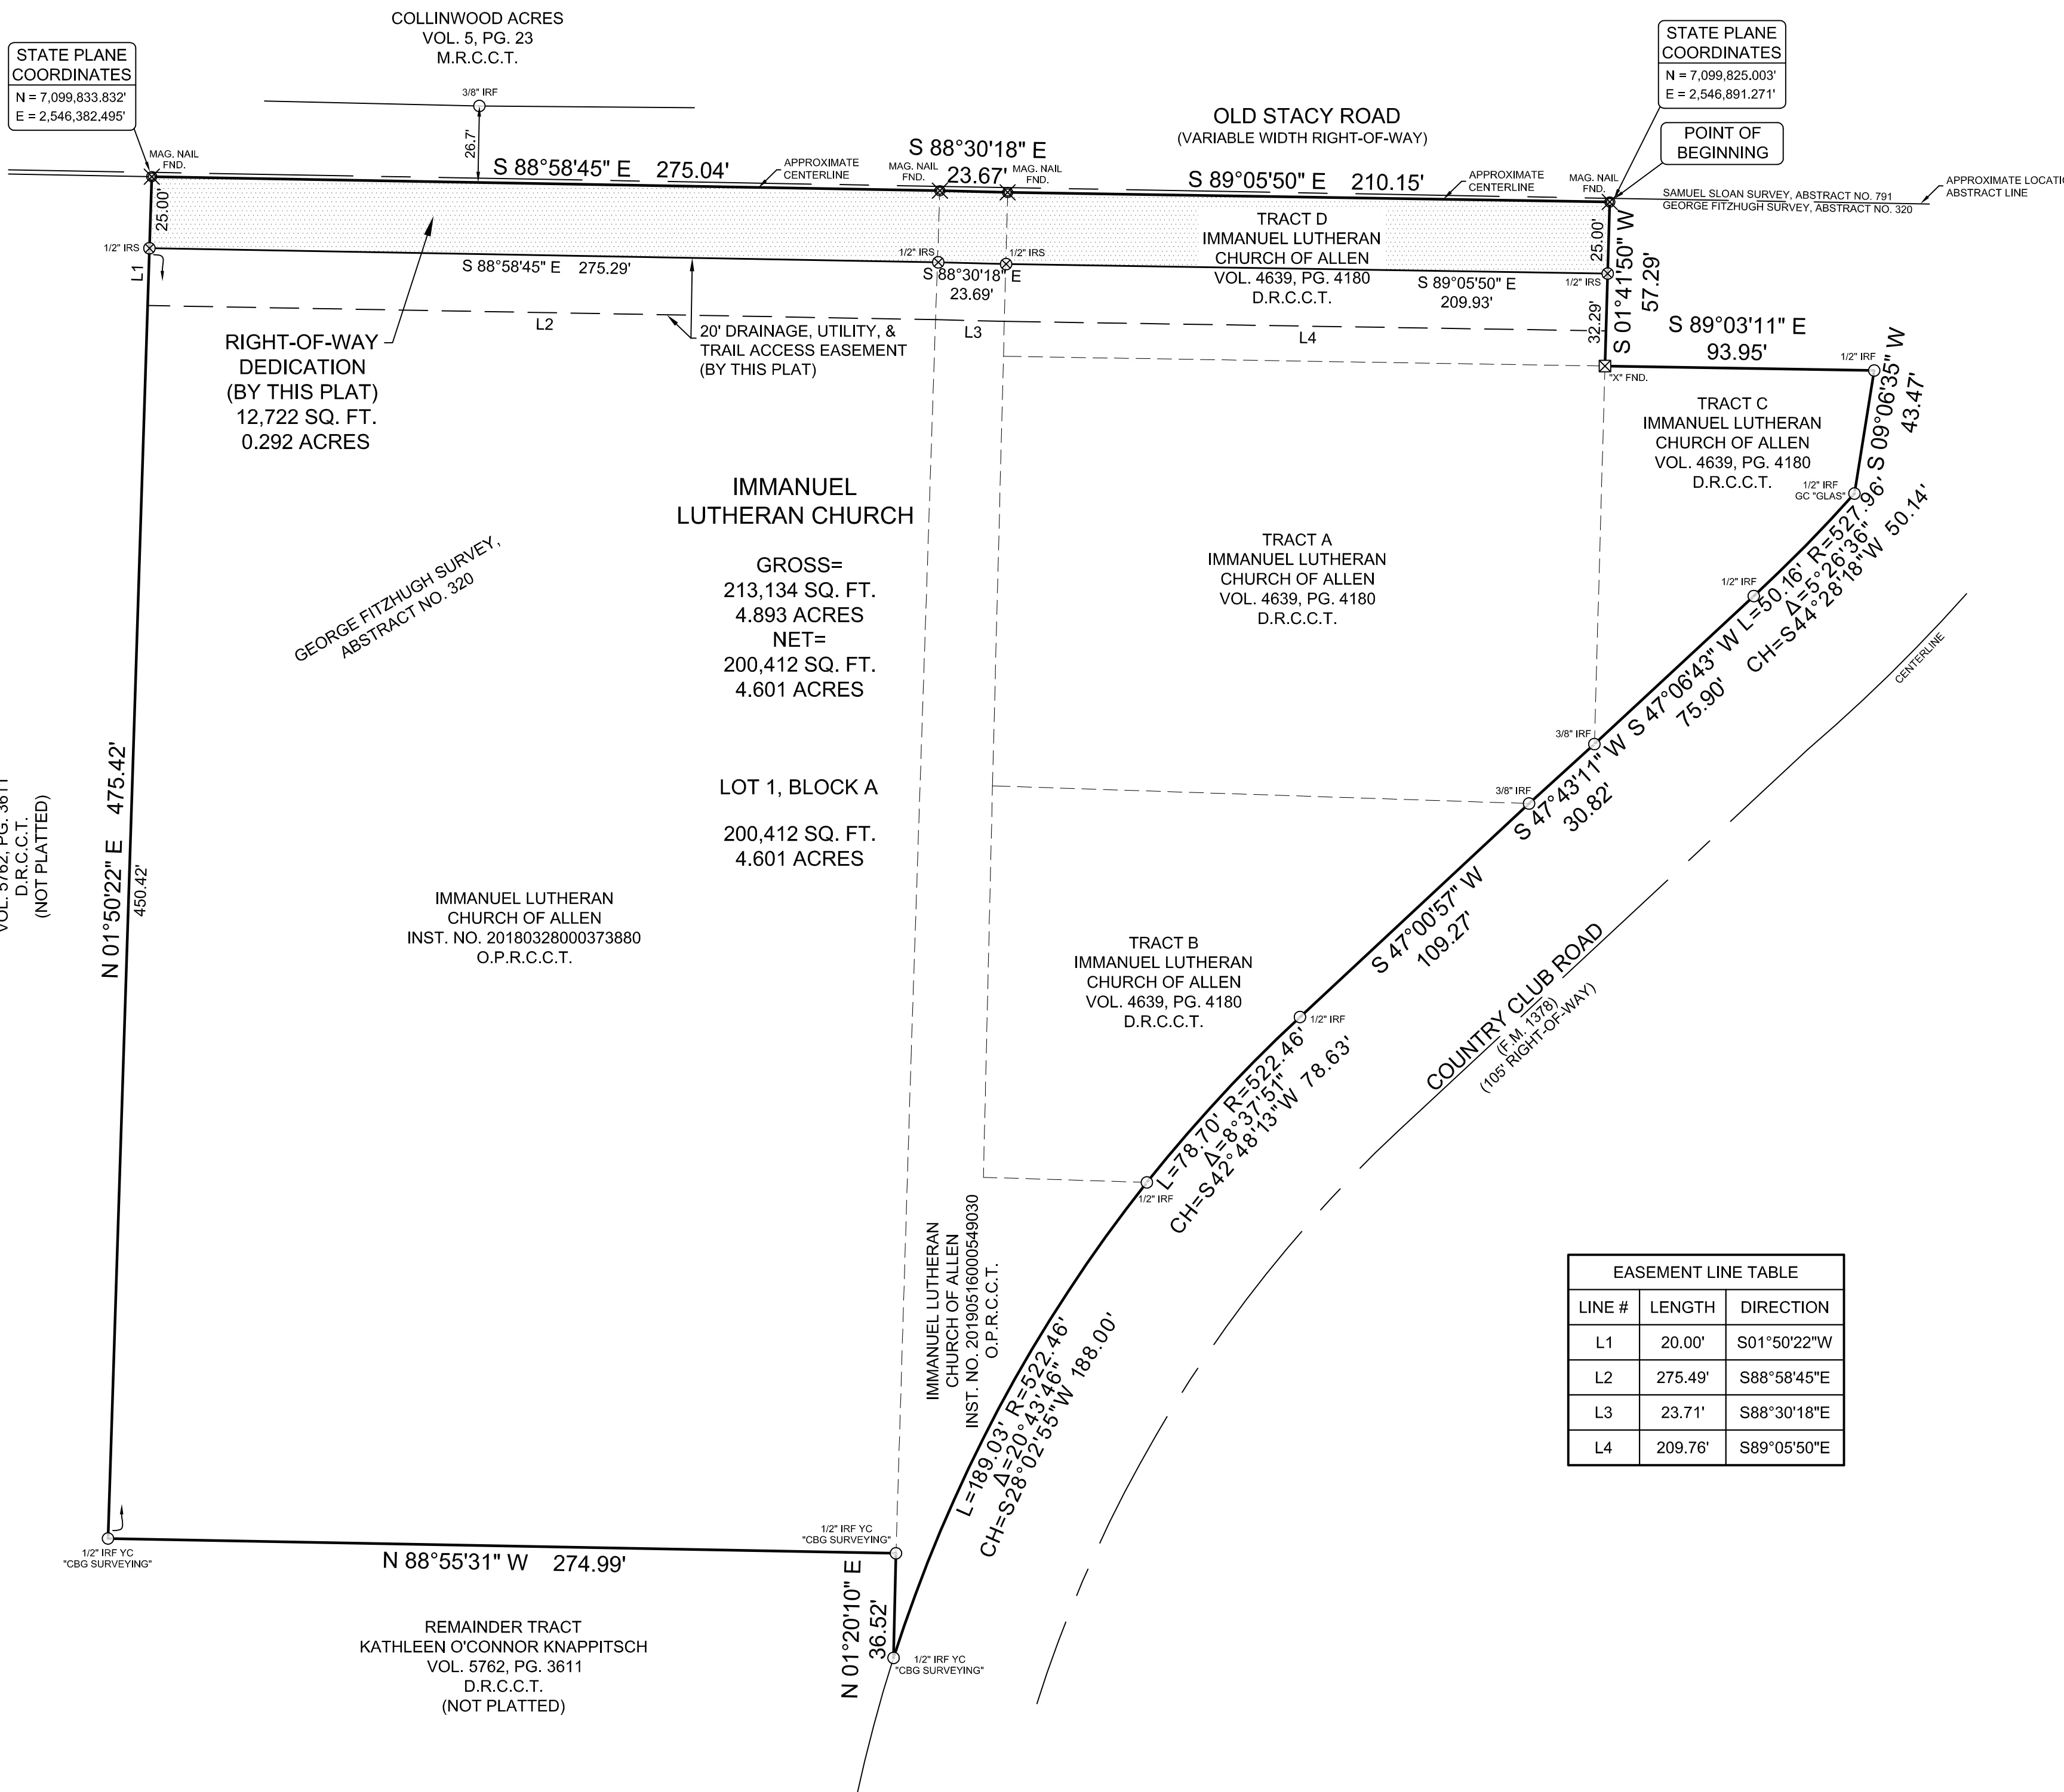 COLLINWOOD ACRES
VOL. 5, PG. 23
M.R.C.C.T.
STATE PLANE
COORDINATES
N = 7,099,833.832'
E = 2,546,382.495'
STATE PLANE
COORDINATES
N = 7,099,825.003'
E = 2,546,891.271'
POINT OF
BEGINNING
3/8" IRF
26.7'
OLD STACY ROAD
(VARIABLE WIDTH RIGHT-OF-WAY)
MAG. NAIL
FND.
S 88°58'45" E 275.04'
APPROXIMATE
CENTERLINE
S 88°30'18" E
23.67'
MAG. NAIL
FND.
MAG. NAIL
FND.
S 89°05'50" E 210.15'
APPROXIMATE
CENTERLINE
MAG. NAIL
FND.
SAMUEL SLOAN SURVEY, ABSTRACT NO. 791
GEORGE FITZHUGH SURVEY, ABSTRACT NO. 320
APPROXIMATE LOCATI
ABSTRACT LINE
25.00'
1/2" IRS
L1
S 88°58'45" E 275.29'
1/2" IRS
1/2" IRS
S 88°30'18" E
23.69'
TRACT D
IMMANUEL LUTHERAN
CHURCH OF ALLEN
VOL. 4639, PG. 4180
D.R.C.C.T.
S 89°05'50" E
209.93'
1/2" IRS
25.00'
32.29'
S 01°41'50" W
57.29'
L2
L3
L4
20' DRAINAGE, UTILITY, &
TRAIL ACCESS EASEMENT
(BY THIS PLAT)
RIGHT-OF-WAY
DEDICATION
(BY THIS PLAT)
12,722 SQ. FT.
0.292 ACRES
S 89°03'11" E
93.95'
"X" FND.
1/2" IRF
S 09°06'35" W
43.47'
TRACT C
IMMANUEL LUTHERAN
CHURCH OF ALLEN
VOL. 4639, PG. 4180
D.R.C.C.T.
1/2" IRF
GC "GLAS"
L=50.16' R=527.96'
Δ=5°26'36"
CH=S44°28'18"W 50.14'
1/2" IRF
CENTERLINE
IMMANUEL
LUTHERAN CHURCH
GROSS=
213,134 SQ. FT.
4.893 ACRES
NET=
200,412 SQ. FT.
4.601 ACRES
GEORGE FITZHUGH SURVEY,
ABSTRACT NO. 320
TRACT A
IMMANUEL LUTHERAN
CHURCH OF ALLEN
VOL. 4639, PG. 4180
D.R.C.C.T.
S 47°06'43" W
75.90'
3/8" IRF
S 47°43'11" W
30.82'
3/8" IRF
LOT 1, BLOCK A
200,412 SQ. FT.
4.601 ACRES
VOL. 5762, PG. 3611
D.R.C.C.T.
(NOT PLATTED)
N 01°50'22" E 475.42'
450.42'
IMMANUEL LUTHERAN
CHURCH OF ALLEN
INST. NO. 20180328000373880
O.P.R.C.C.T.
TRACT B
IMMANUEL LUTHERAN
CHURCH OF ALLEN
VOL. 4639, PG. 4180
D.R.C.C.T.
S 47°00'57" W
109.27'
1/2" IRF
COUNTRY CLUB ROAD
(F.M. 1378)
(105' RIGHT-OF-WAY)
L=78.70' R=522.46'
Δ=8°37'51"
CH=S42°48'13"W 78.63'
1/2" IRF
IMMANUEL LUTHERAN
CHURCH OF ALLEN
INST. NO. 20190516000549030
O.P.R.C.C.T.
L=189.03' R=522.46'
Δ=20°43'46"
CH=S28°02'55"W 188.00'
EASEMENT LINE TABLE
LINE # LENGTH DIRECTION
L1 20.00' S01°50'22"W
L2 275.49' S88°58'45"E
L3 23.71' S88°30'18"E
L4 209.76' S89°05'50"E
1/2" IRF YC
"CBG SURVEYING"
N 88°55'31" W 274.99'
1/2" IRF YC
"CBG SURVEYING"
N 01°20'10" E
36.52'
1/2" IRF YC
"CBG SURVEYING"
REMAINDER TRACT
KATHLEEN O'CONNOR KNAPPITSCH
VOL. 5762, PG. 3611
D.R.C.C.T.
(NOT PLATTED)